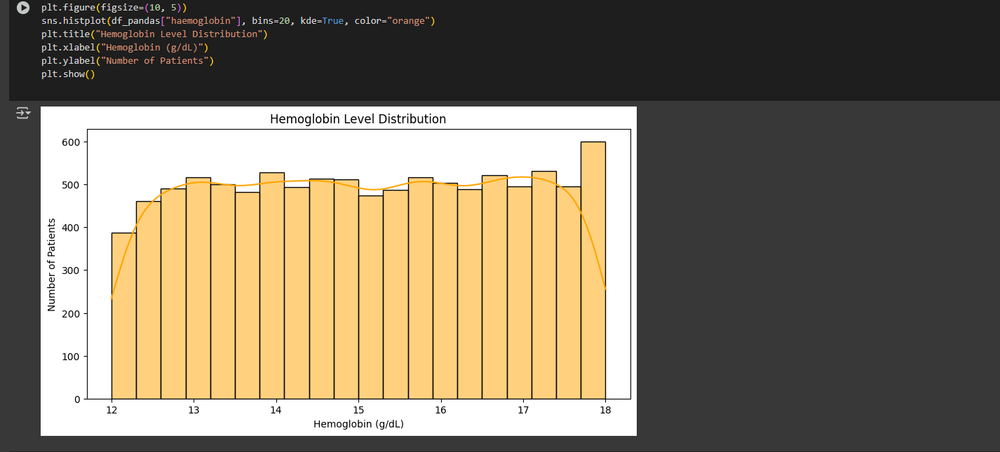 plt.figure(figsize=(10, 5))
sns.histplot(df_pandas["haemoglobin"], bins=20, kde=True, color="orange")
plt.title("Hemoglobin Level Distribution")
plt.xlabel("Hemoglobin (g/dL)")
plt.ylabel("Number of Patients")
plt.show()
Hemoglobin Level Distribution
600
500
400
300
200
100
0
Number of Patients
12 13 14 15 16 17 18
Hemoglobin (g/dL)